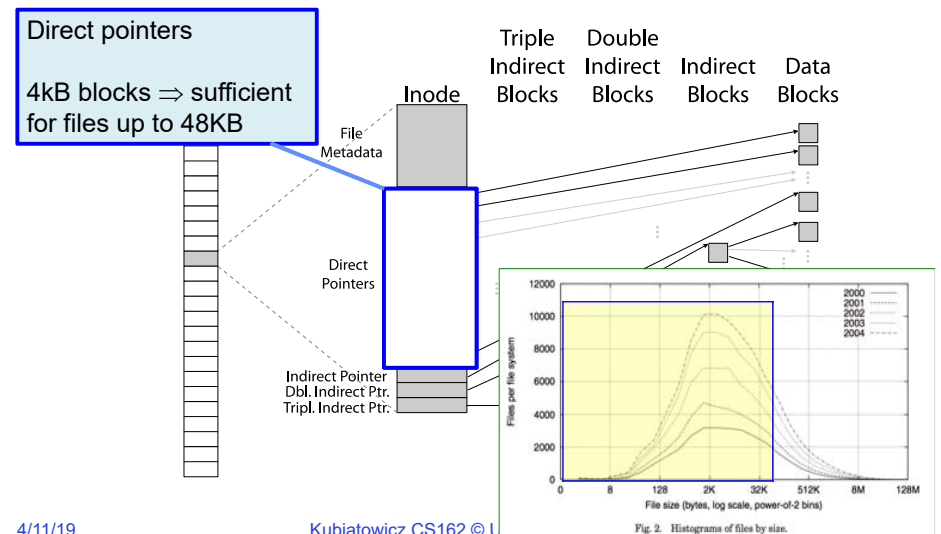 Direct pointers
4kB blocks ⇒ sufficient
for files up to 48KB
Triple
Indirect
Blocks
Double
Indirect
Blocks
Indirect
Blocks
Data
Blocks
Inode
File
Metadata
Direct
Pointers
Indirect Pointer
Dbl. Indirect Ptr.
Tripl. Indrect Ptr.
12000
10000
8000
6000
4000
2000
0
Files per file system
2000
2001
2002
2003
2004
0 8 128 2K 32K 512K 8M 128M
File size (bytes, log scale, power-of-2 bins)
Fig. 2. Histograms of files by size.
4/11/19
Kubiatowicz CS162 ©